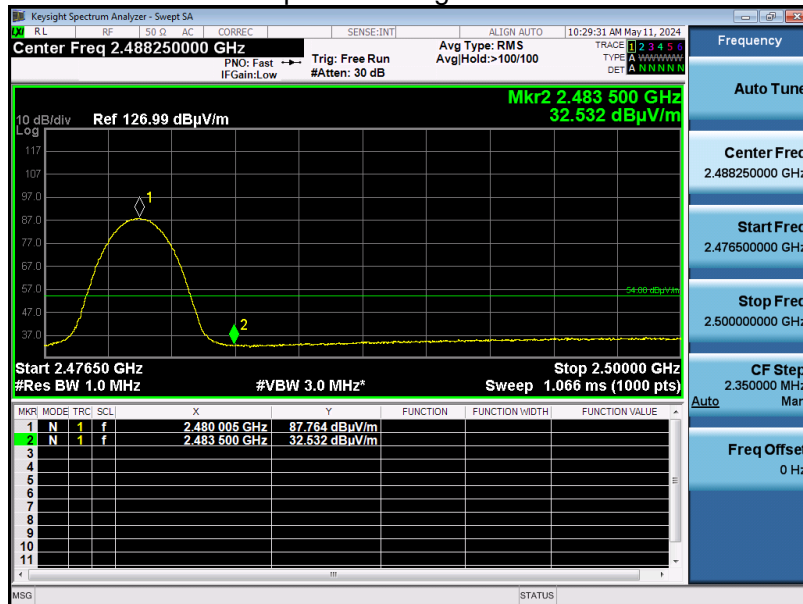 Keysight Spectrum Analyzer - Swept SA
RL RF 50 Ω AC CORREC SENSE:INT ALIGN AUTO 10:29:31 AM May 11, 2024
Center Freq 2.488250000 GHz
PNO: Fast
IFGain:Low
Trig: Free Run
#Atten: 30 dB
Avg Type: RMS
Avg|Hold:>100/100
TRACE 1 2 3 4 5 6
TYPE A WWWWW
DET A N N N N N
Mkr2 2.483 500 GHz
32.532 dBµV/m
10 dB/div Ref 126.99 dBµV/m
Log
117
107
97.0
87.0
77.0
67.0
57.0
47.0
37.0
1
2
54.00 dBµV/m
Start 2.47650 GHz Stop 2.50000 GHz
#Res BW 1.0 MHz #VBW 3.0 MHz* Sweep 1.066 ms (1000 pts)
MKR MODE TRC SCL X Y FUNCTION FUNCTION WIDTH FUNCTION VALUE
1 N 1 f 2.480 005 GHz 87.764 dBµV/m
2 N 1 f 2.483 500 GHz 32.532 dBµV/m
3
4
5
6
7
8
9
10
11
MSG STATUS
Frequency
Auto Tune
Center Freq
2.488250000 GHz
Start Freq
2.476500000 GHz
Stop Freq
2.500000000 GHz
CF Step
2.350000 MHz
Auto Man
Freq Offset
0 Hz